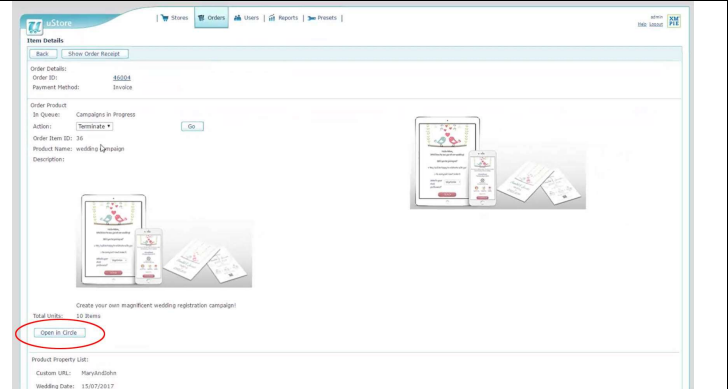 uStore
Stores Orders Users Reports Presets
admin
Help Logout
XM
PIE
Item Details
Back Show Order Receipt
Order Details:
Order ID: 46004
Payment Method: Invoice
Order Product
In Queue: Campaigns in Progress
Action: Terminate Go
Order Item ID: 36
Product Name: wedding campaign
Description:
Create your own magnificent wedding registration campaign!
Total Units: 10 Items
Open in Circle
Product Property List:
Custom URL: MaryAndJohn
Wedding Date: 15/07/2017